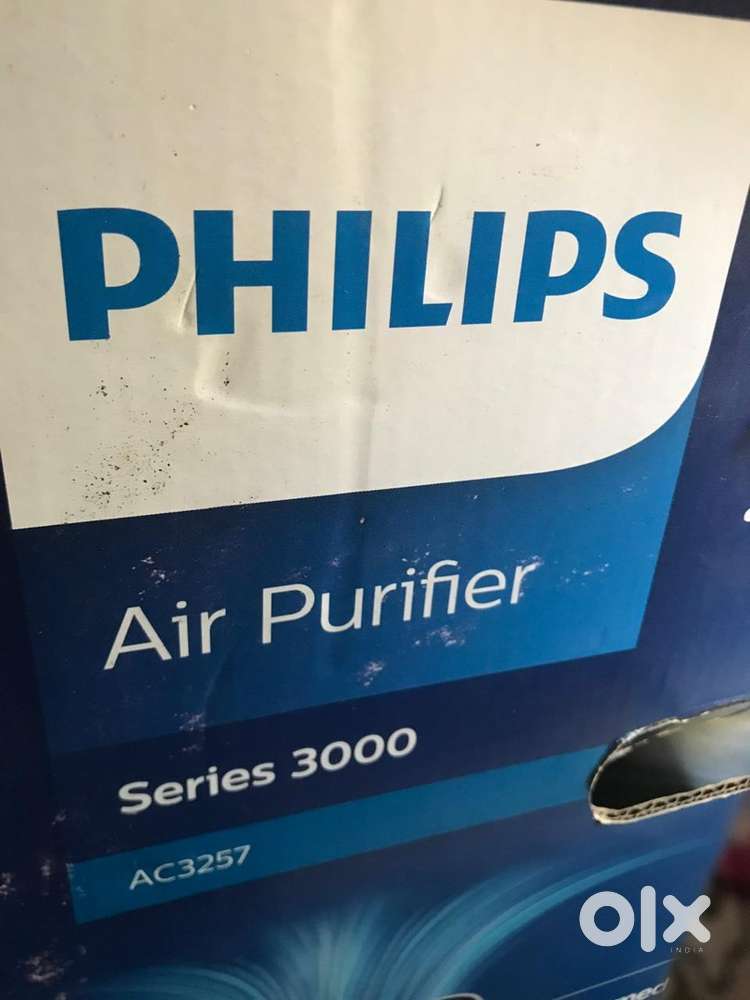 PHILIPS
Air Purifier
Series 3000
AC3257
olx
INDIA